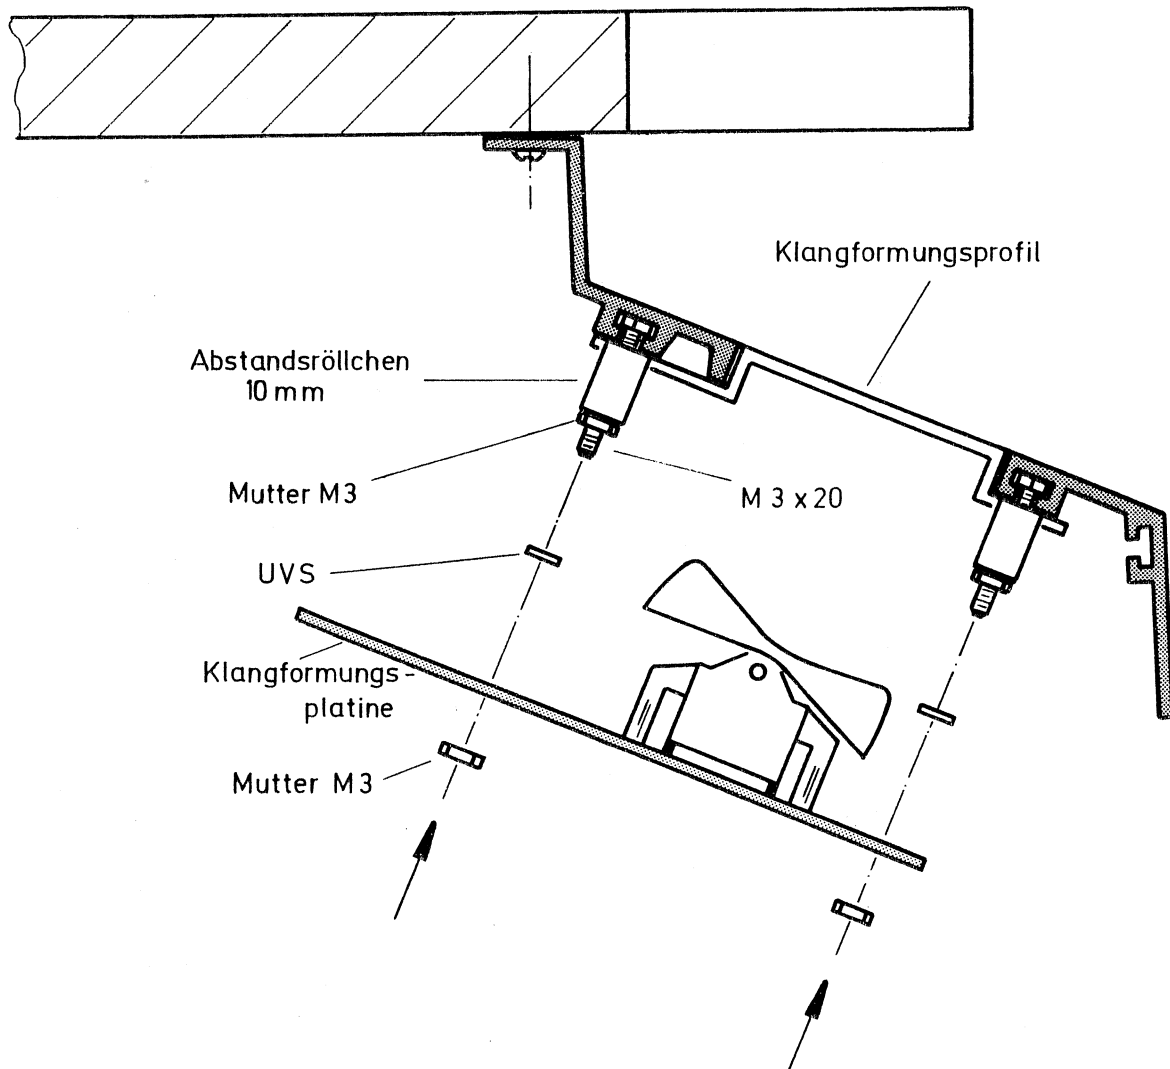 Klangformungsprofil
Abstandsröllchen
10 mm
Mutter M3
M 3 x 20
UVS
Klangformungs-
platine
Mutter M3